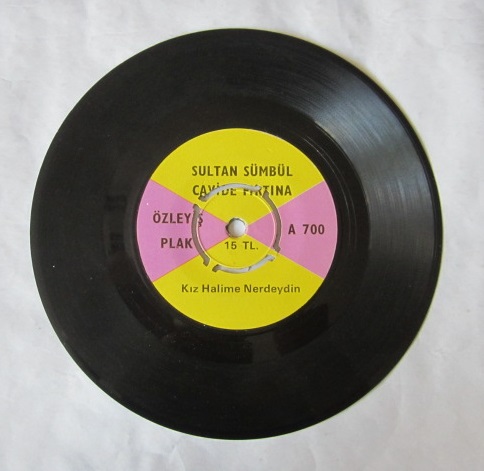 SULTAN SÜMBÜL
CAVİDE FIRTINA
ÖZLEYİŞ
PLAK
A 700
15 TL.
Kız Halime Nerdeydin